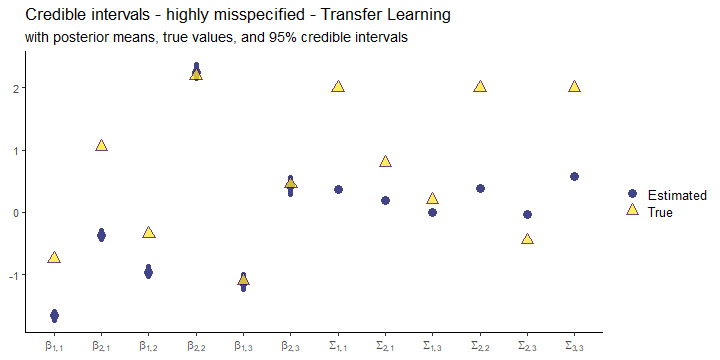 Credible intervals - highly misspecified - Transfer Learning
with posterior means, true values, and 95% credible intervals
2
1
0
-1
β1, 1 β2, 1 β1, 2 β2, 2 β1, 3 β2, 3 Σ1, 1 Σ2, 1 Σ1, 3 Σ2, 2 Σ2, 3 Σ3, 3
Estimated
True